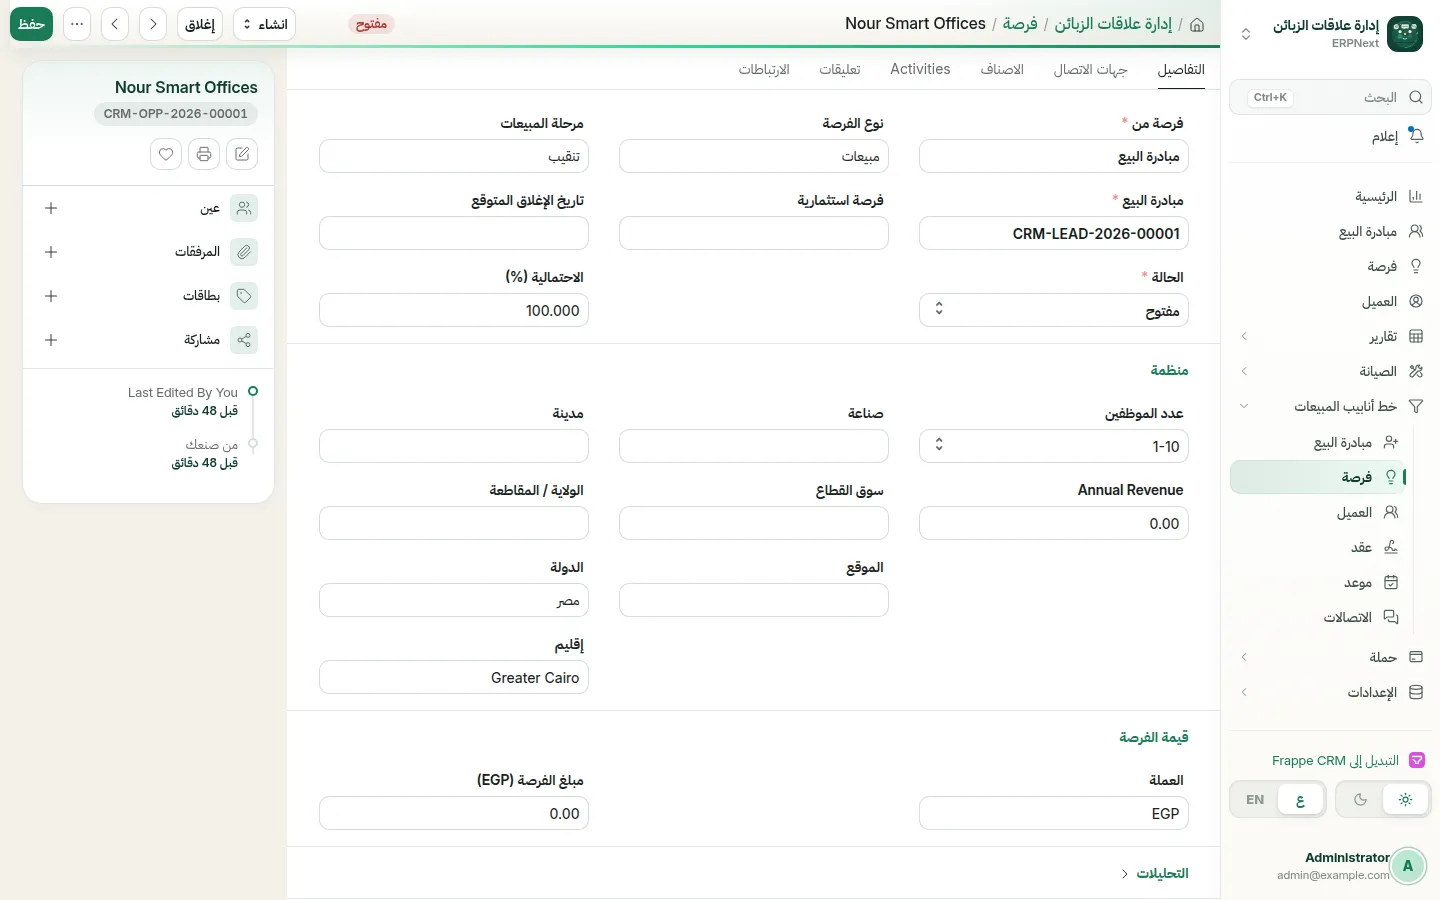 إدارة علاقات الزبائن
ERPNext
البحث
Ctrl+K
إعلام
الرئيسية
مبادرة البيع
فرصة
العميل
تقارير
الصيانة
خط أنابيب المبيعات
مبادرة البيع
فرصة
العميل
عقد
موعد
الاتصالات
حملة
الإعدادات
التبديل إلى Frappe CRM
ع
EN
Administrator
admin@example.com
A
إدارة علاقات الزبائن / فرصة / Nour Smart Offices
مفتوح
انشاء
إغلاق
حفظ
التفاصيل
جهات الاتصال
الاصناف
Activities
تعليقات
الارتباطات
فرصة من *
نوع الفرصة
مرحلة المبيعات
مبادرة البيع
مبيعات
تنقيب
مبادرة البيع *
فرصة استثمارية
تاريخ الإغلاق المتوقع
CRM-LEAD-2026-00001
الحالة *
الاحتمالية (%)
مفتوح
100.000
منظمة
عدد الموظفين
صناعة
مدينة
1-10
Annual Revenue
سوق القطاع
الولاية / المقاطعة
0.00
الموقع
الدولة
مصر
إقليم
Greater Cairo
قيمة الفرصة
العملة
مبلغ الفرصة (EGP)
EGP
0.00
التحليلات
Nour Smart Offices
CRM-OPP-2026-00001
عين
المرفقات
بطاقات
مشاركة
Last Edited By You
قبل 48 دقائق
من صنعك
قبل 48 دقائق